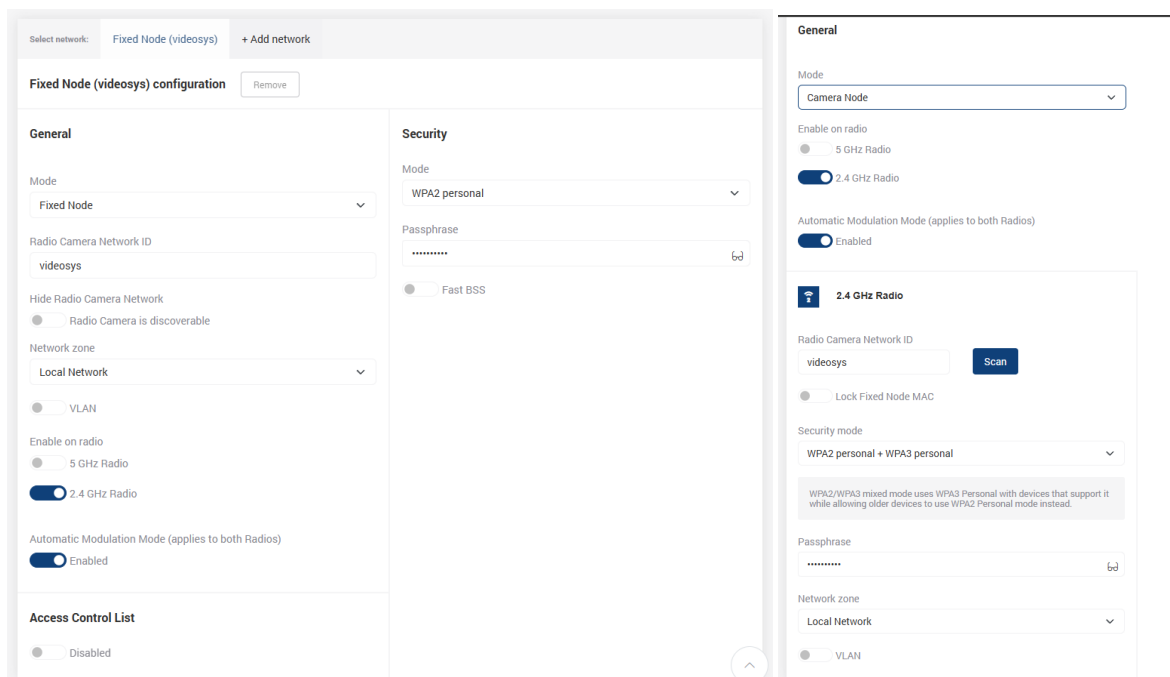 Select network: Fixed Node (videosys) + Add network
Fixed Node (videosys) configuration Remove
General
Mode
Fixed Node
Radio Camera Network ID
videosys
Hide Radio Camera Network
Radio Camera is discoverable
Network zone
Local Network
VLAN
Enable on radio
5 GHz Radio
2.4 GHz Radio
Automatic Modulation Mode (applies to both Radios)
Enabled
Access Control List
Disabled
Security
Mode
WPA2 personal
Passphrase
••••••••••
Fast BSS
General
Mode
Camera Node
Enable on radio
5 GHz Radio
2.4 GHz Radio
Automatic Modulation Mode (applies to both Radios)
Enabled
2.4 GHz Radio
Radio Camera Network ID
videosys Scan
Lock Fixed Node MAC
Security mode
WPA2 personal + WPA3 personal
WPA2/WPA3 mixed mode uses WPA3 Personal with devices that support it
while allowing older devices to use WPA2 Personal mode instead.
Passphrase
••••••••••
Network zone
Local Network
VLAN